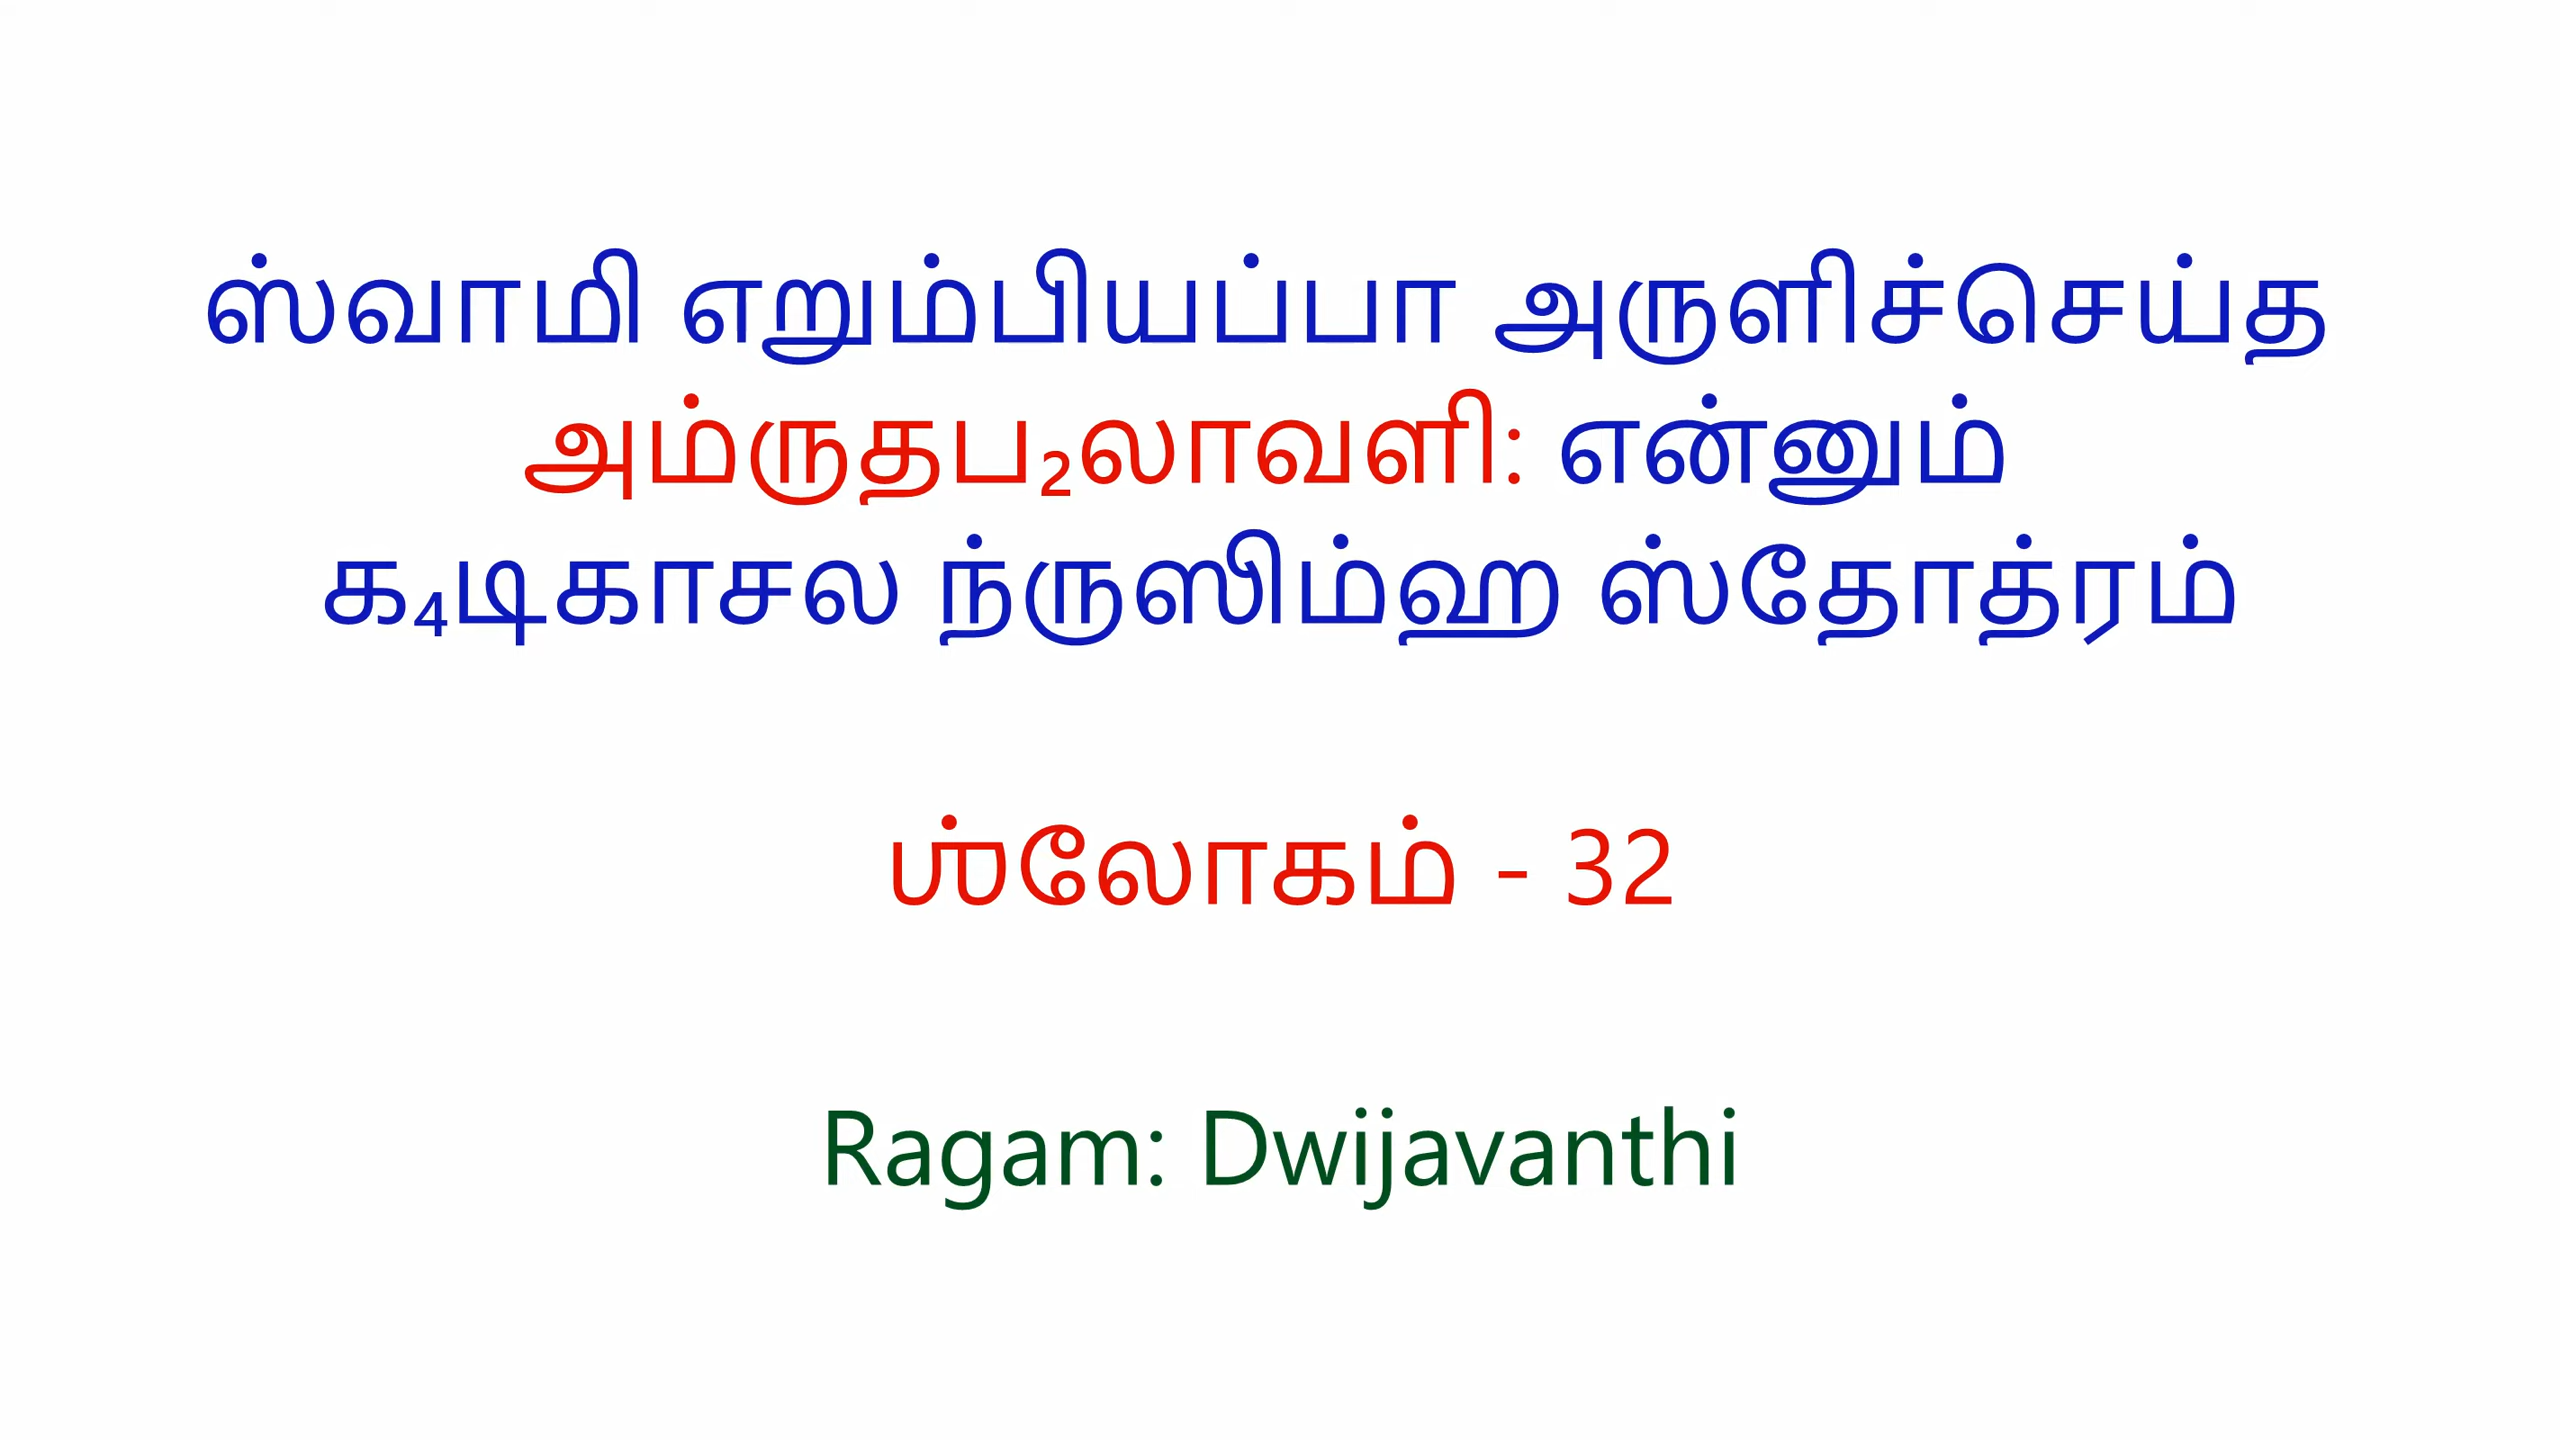 ஸ்வாமி எறும்பியப்பா அருளிச்செய்த
அம்ருதப₂லாவளி: என்னும்
க₄டிகாசல ந்ருஸிம்ஹ ஸ்தோத்ரம்
ஶ்லோகம் - 32
Ragam: Dwijavanthi